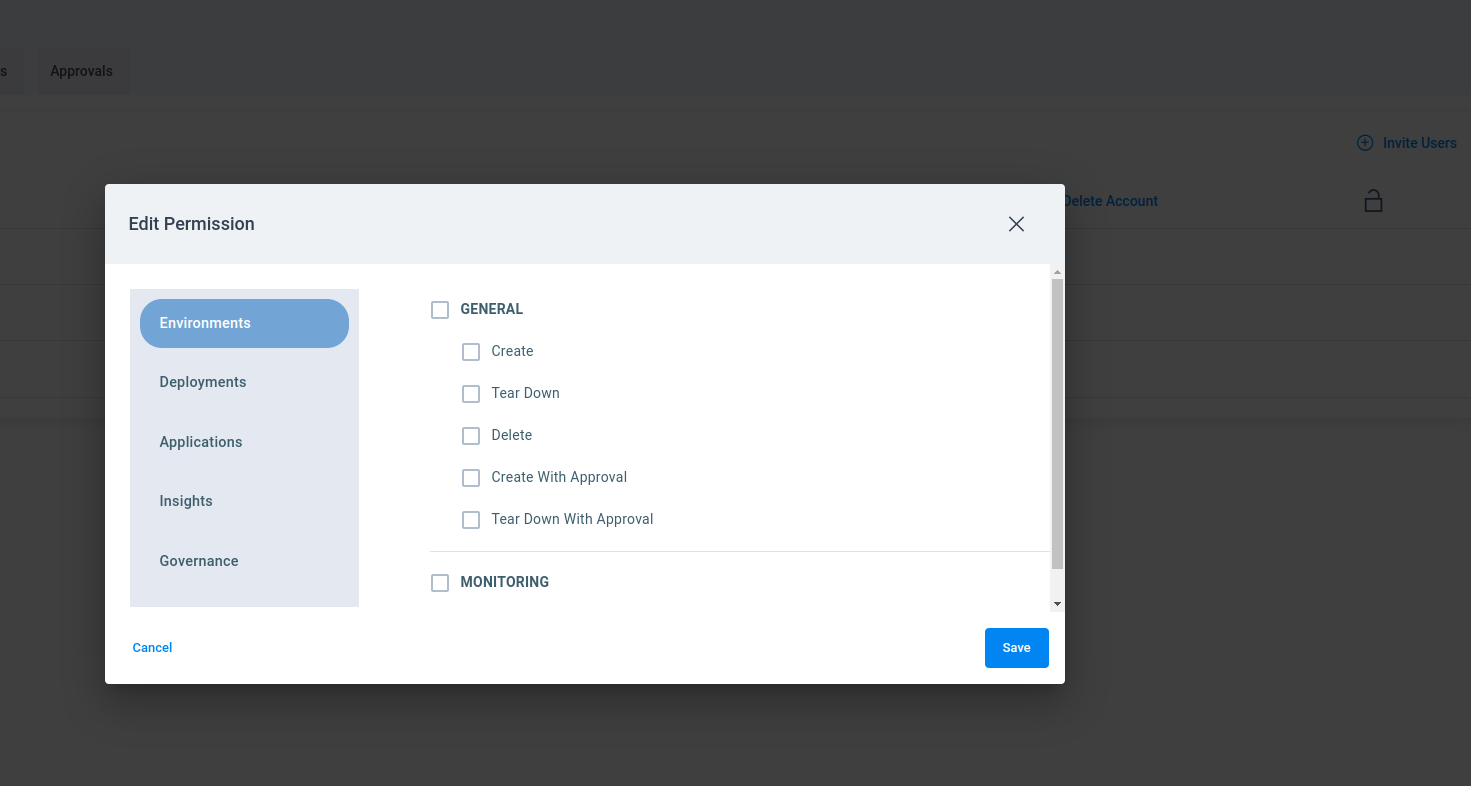 s
Approvals
Invite Users
Delete Account
Edit Permission
Environments
Deployments
Applications
Insights
Governance
GENERAL
Create
Tear Down
Delete
Create With Approval
Tear Down With Approval
MONITORING
Cancel
Save